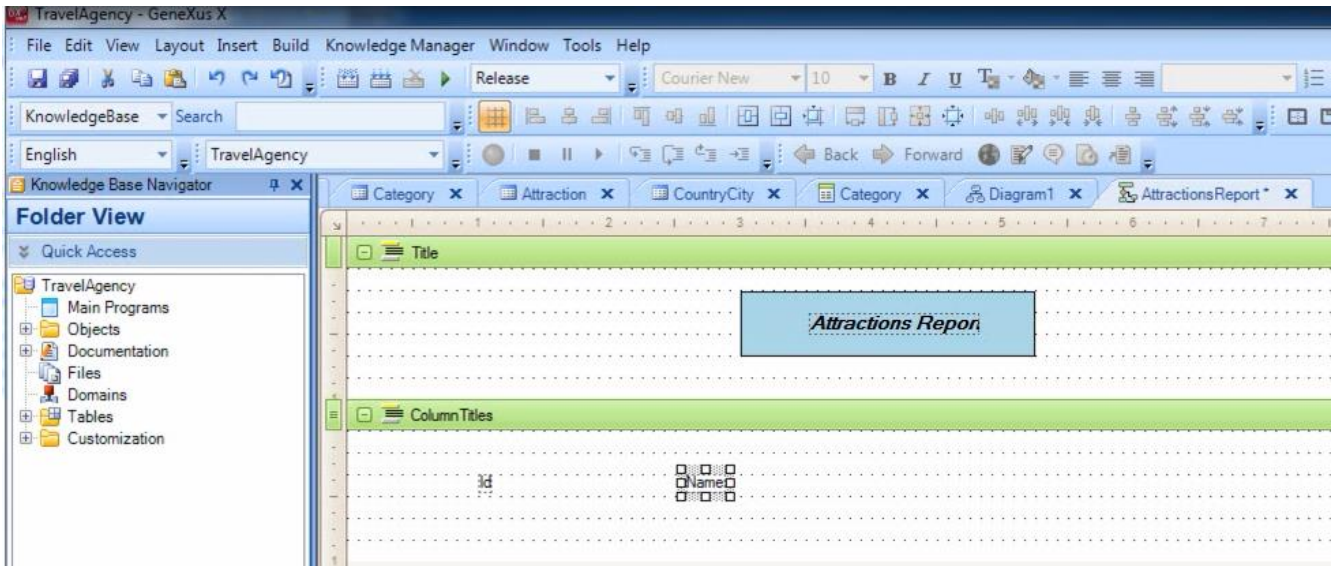 TravelAgency - GeneXus X
File Edit View Layout Insert Build Knowledge Manager Window Tools Help
Release Courier New 10 B I U
KnowledgeBase Search
English TravelAgency Back Forward
Knowledge Base Navigator
Category Attraction CountryCity Category Diagram1 AttractionsReport*
Folder View
1 2 3 4 5 6 7
Quick Access
Title
TravelAgency
Main Programs
Objects
Documentation
Files
Domains
Tables
Customization
Attractions Repor
ColumnTitles
Id Name
1